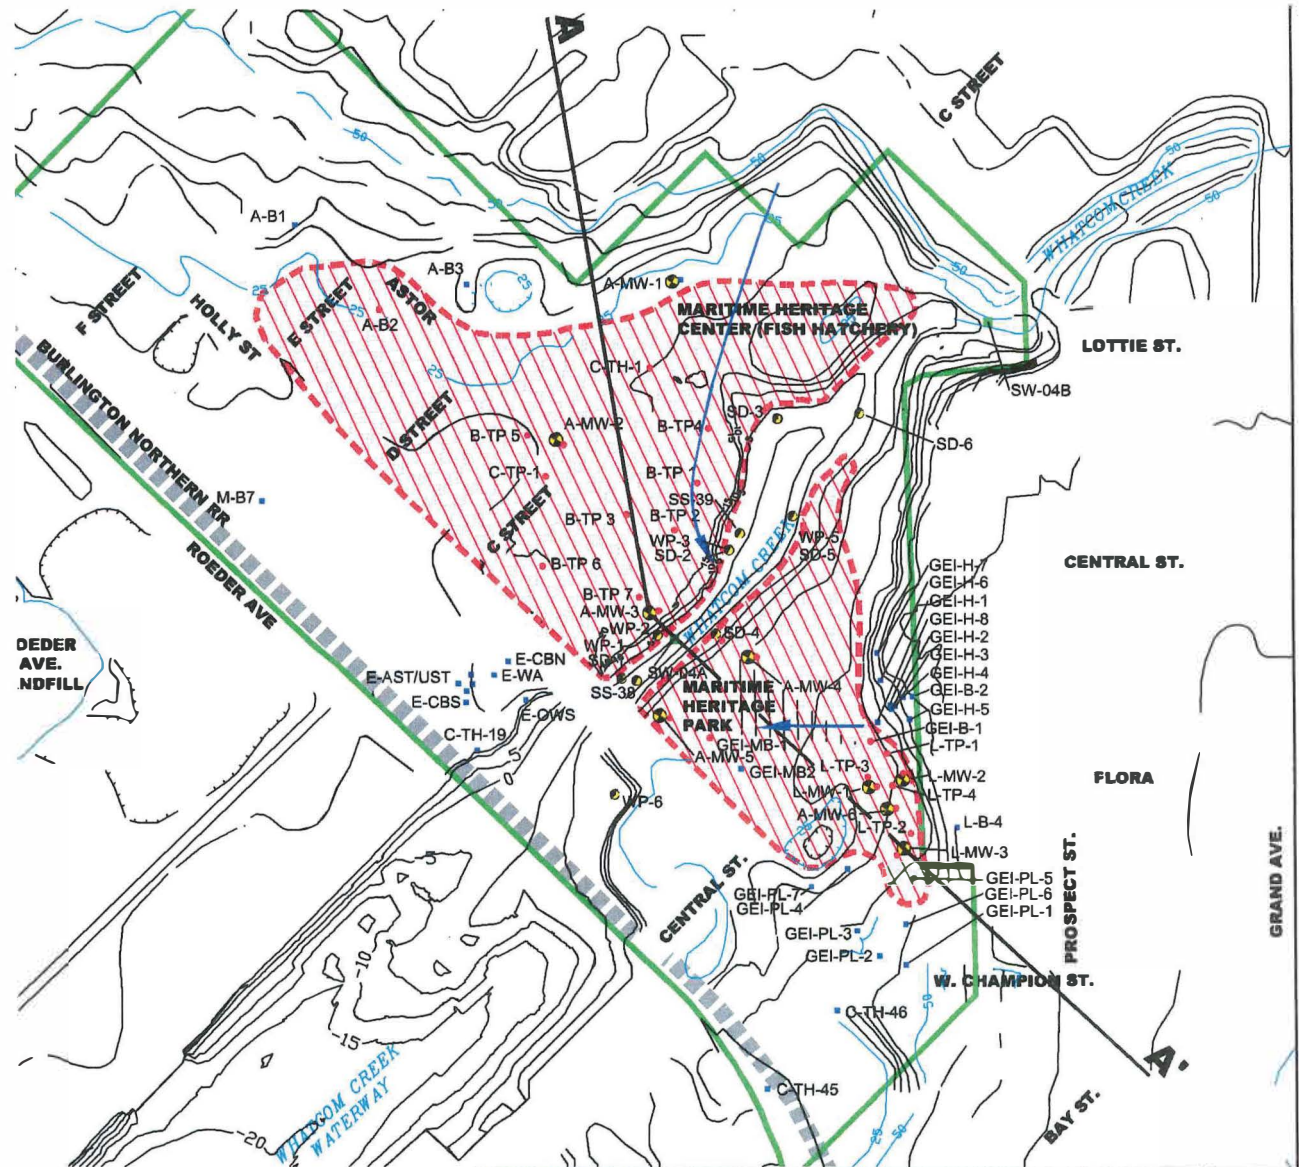 A
C STREET
50
50
WHATCOM CREEK
50
A-B1
50
50
25
50
A-B3
A-MW-1
25
25
F STREET
HOLLY ST
E STREET
25
ASTOR
A-B2
MARITIME HERITAGE
CENTER (FISH HATCHERY)
LOTTIE ST.
BURLINGTON NORTHERN RR
25
C-TH-1
SW-04B
D STREET
SD-3
A-MW-2
B-TP 5
B-TP4
SD-6
C-TP-1
B-TP 1
M-B7
SS-39
C STREET
B-TP 3
B-TP 2
WP-3
SD-2
WP-5
SD-5
WHATCOM CREEK
ROEDER AVE
B-TP 6
CENTRAL ST.
GEI-H-7
GEI-H-6
GEI-H-1
GEI-H-8
GEI-H-2
GEI-H-3
GEI-H-4
GEI-B-2
GEI-H-5
GEI-B-1
L-TP-1
B-TP 7
A-MW-3
WP-2
WP-1
SD-4
OEDER
AVE.
NDFILL
E-CBN
E-AST/UST
E-WA
E-CBS
SW-04A
SS-38
MARITIME
HERITAGE
PARK
A-MW-4
E-OWS
C-TH-19
GEI-MB-1
A-MW-5
GEI-MB2
L-TP-3
L-MW-2
L-MW-1
L-TP-4
FLORA
5
0
WP-6
A-MW-6
L-TP-2
L-B-4
25
L-MW-3
5
CENTRAL ST.
GEI-PL-5
GEI-PL-6
GEI-PL-1
GEI-PL-7
GEI-PL-4
PROSPECT ST.
GRAND AVE.
GEI-PL-3
GEI-PL-2
-10
W. CHAMPION ST.
50
C-TH-46
-15
A'
C-TH-45
WHATCOM CREEK
WATERWAY
-20
BAY ST.
25
50